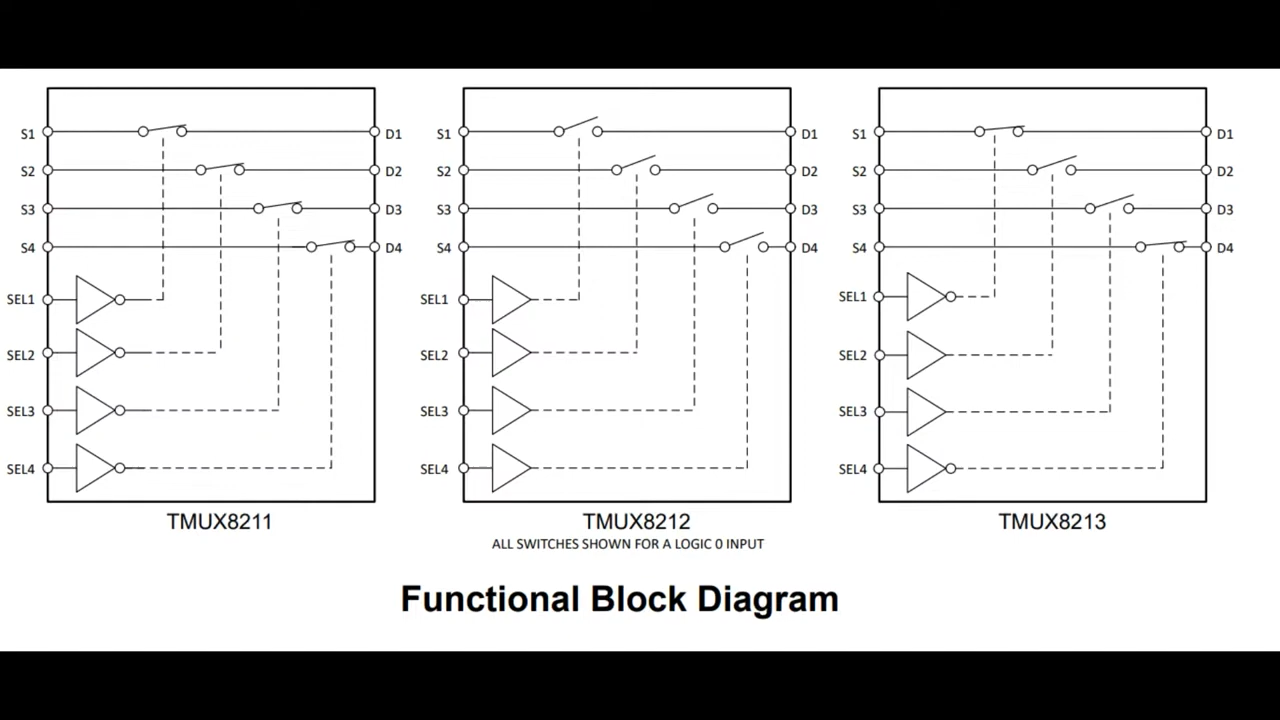 S1
D1
S2
D2
S3
D3
S4
D4
SEL1
SEL2
SEL3
SEL4
TMUX8211
S1
D1
S2
D2
S3
D3
S4
D4
SEL1
SEL2
SEL3
SEL4
TMUX8212
S1
D1
S2
D2
S3
D3
S4
D4
SEL1
SEL2
SEL3
SEL4
TMUX8213
ALL SWITCHES SHOWN FOR A LOGIC 0 INPUT
Functional Block Diagram